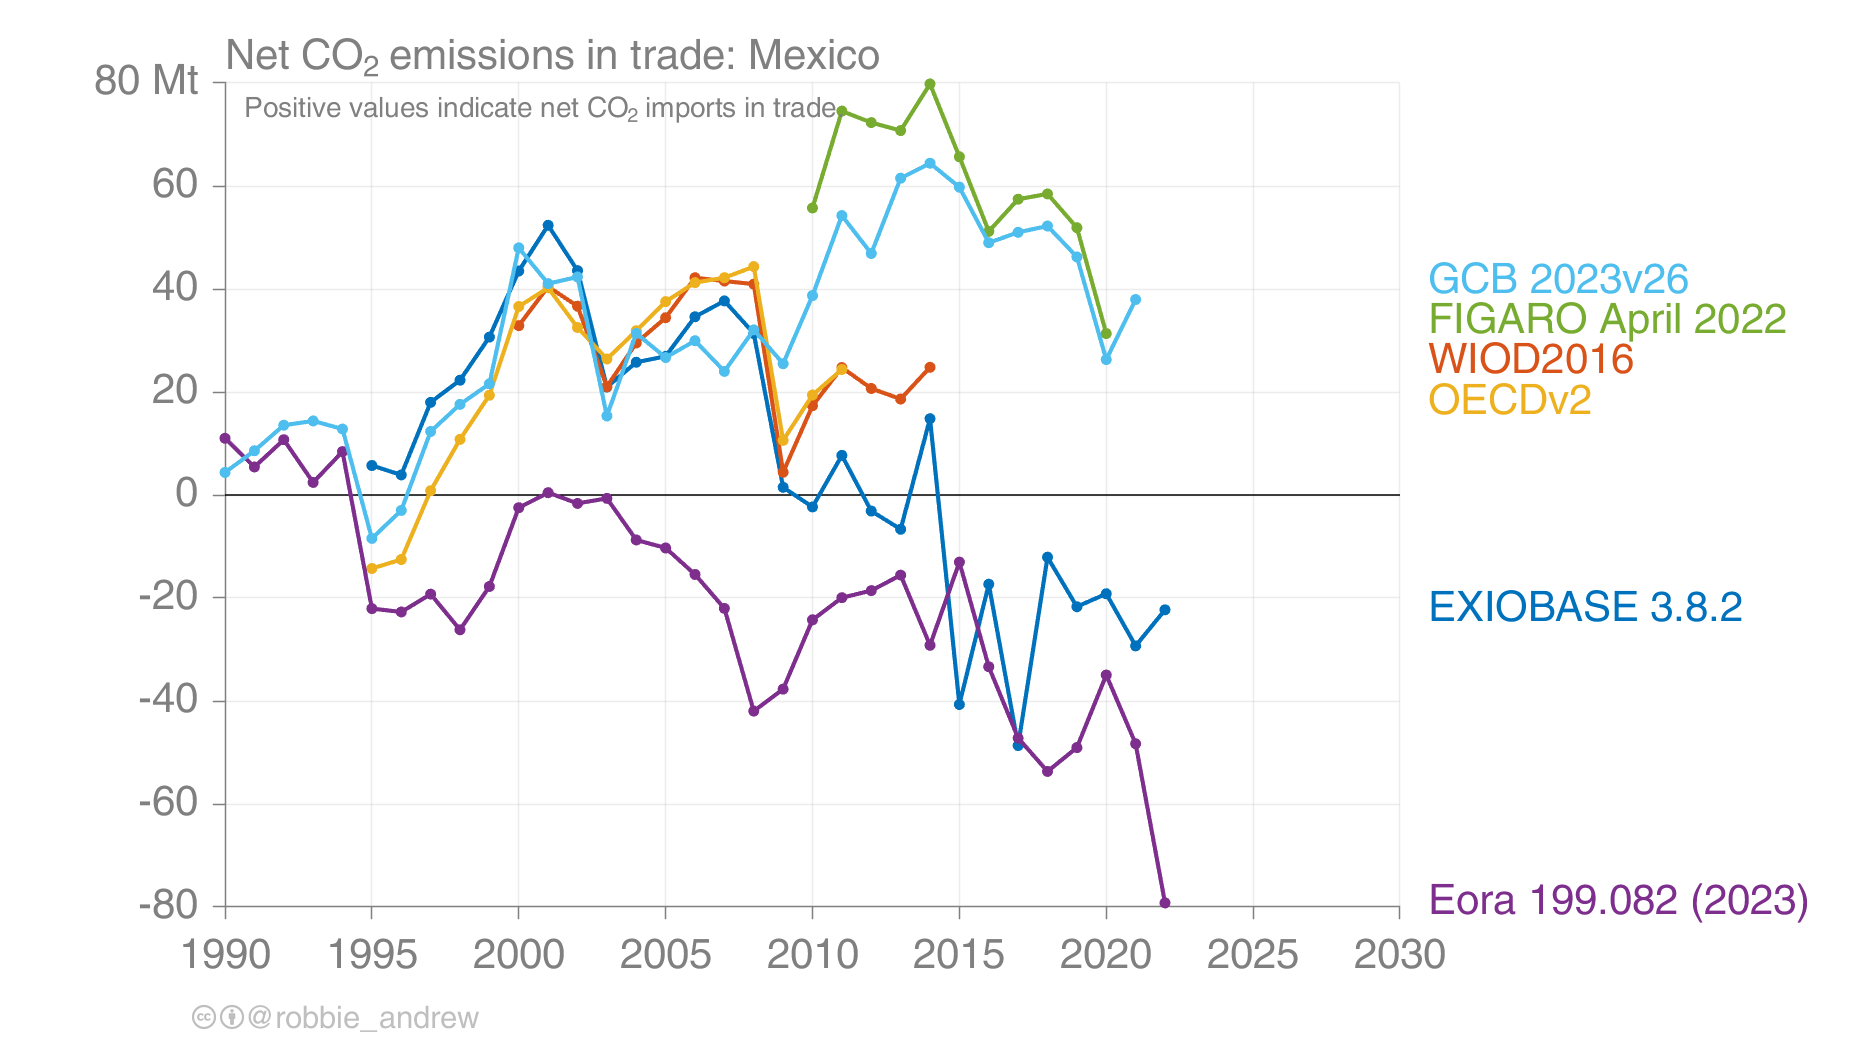 Net CO₂ emissions in trade: Mexico
80 Mt
Positive values indicate net CO₂ imports in trade
60
40
20
0
-20
-40
-60
-80
1990 1995 2000 2005 2010 2015 2020 2025 2030
GCB 2023v26
FIGARO April 2022
WIOD2016
OECDv2
EXIOBASE 3.8.2
Eora 199.082 (2023)
cc @robbie_andrew